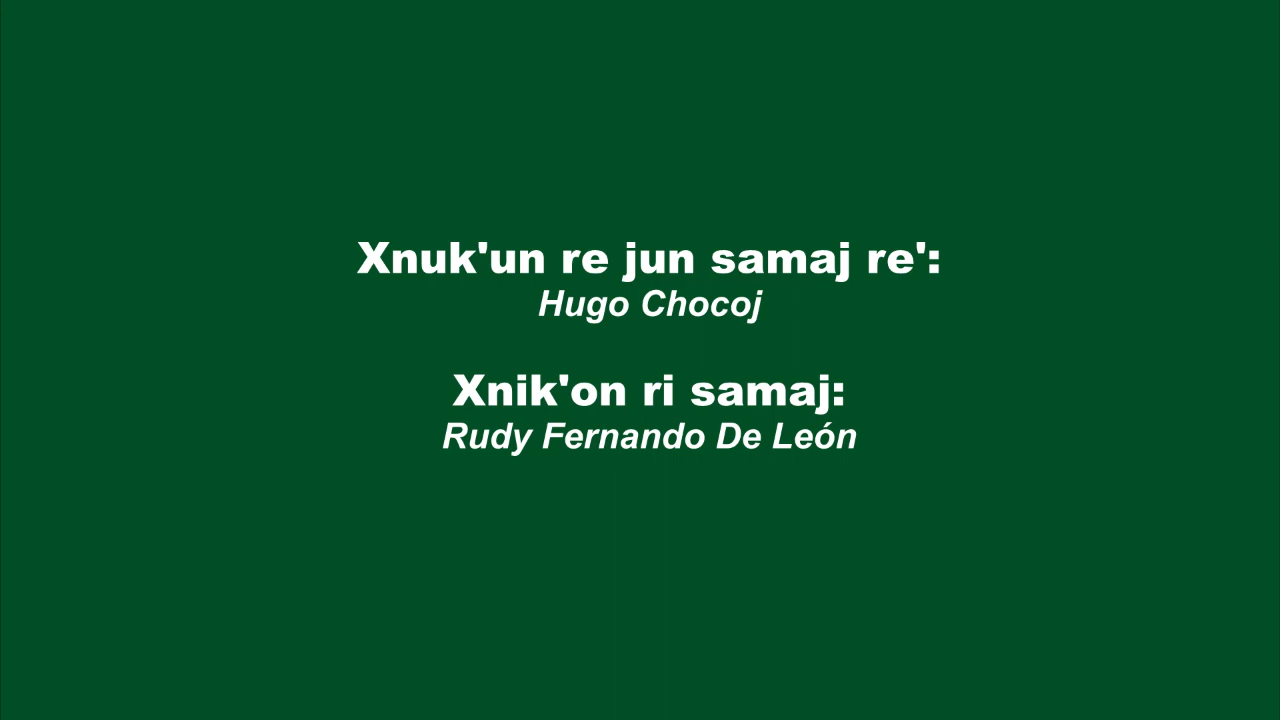 Xnuk'un re jun samaj re':
Hugo Chocoj
Xnik'on ri samaj:
Rudy Fernando De León